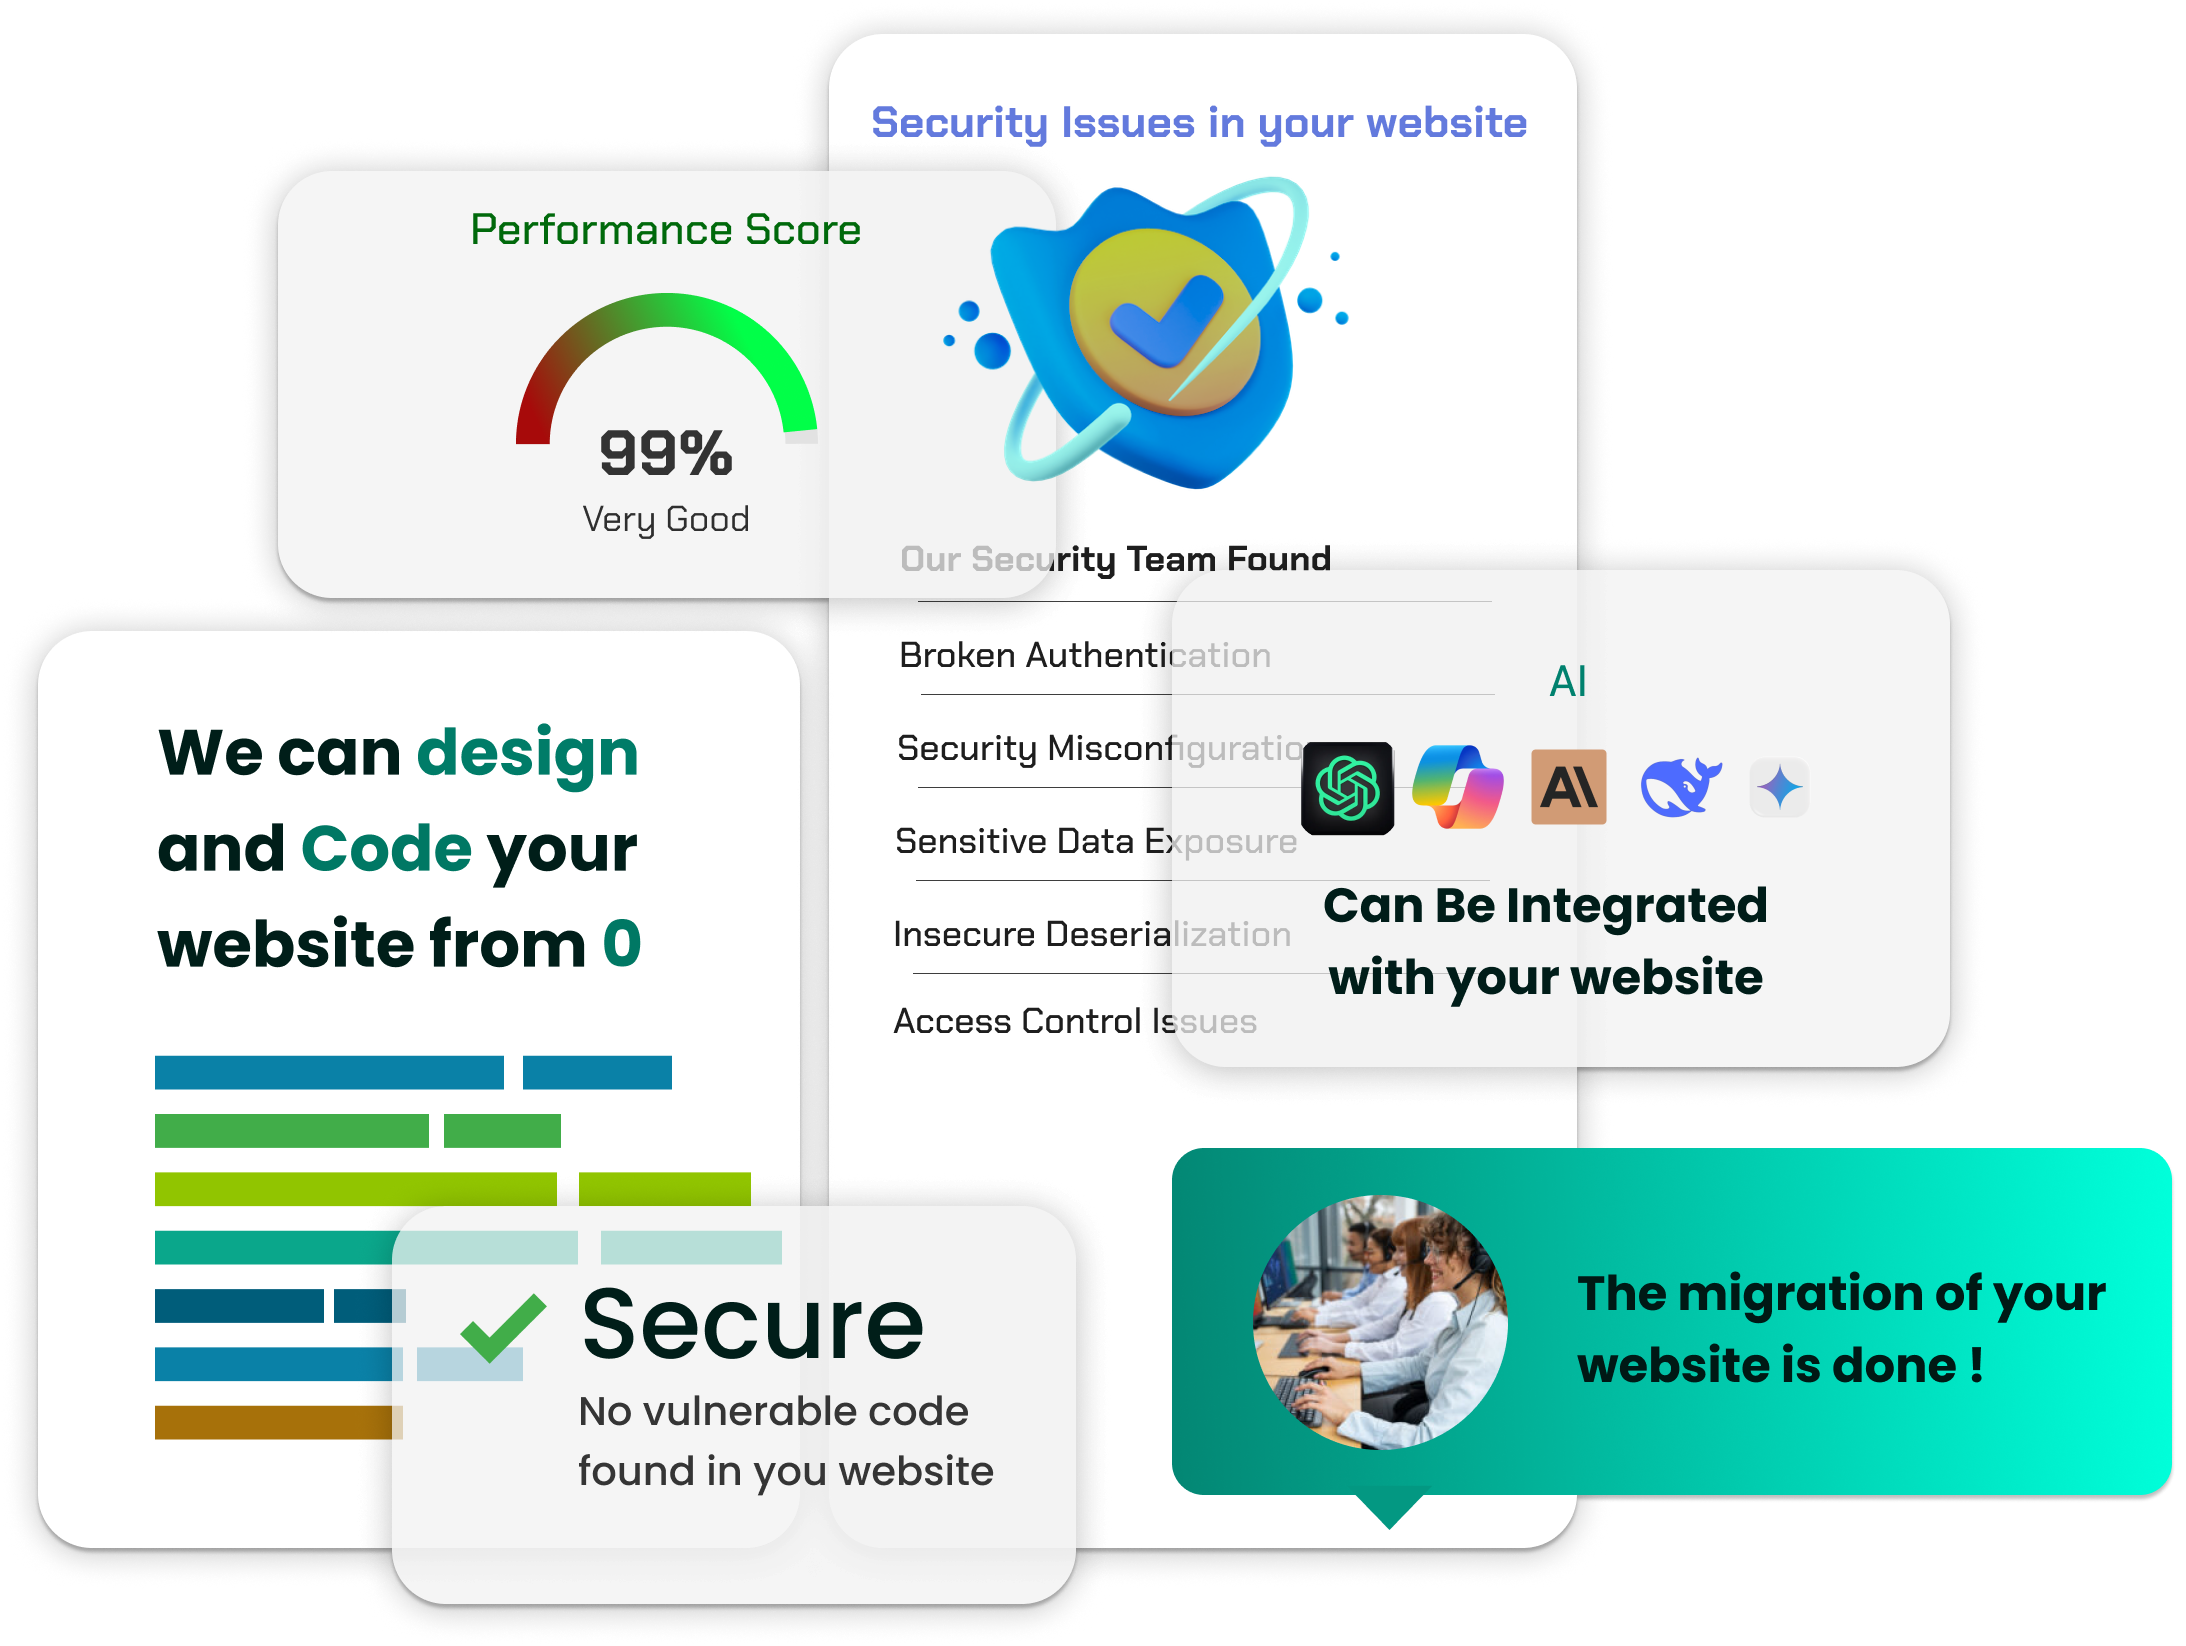 Security Issues in your website
Performance Score
99%
Very Good
Our Security Team Found
Broken Authentication
Security Misconfiguratio
Sensitive Data Exposure
Insecure Deserialization
Access Control Issues
AI
Can Be Integrated
with your website
We can design
and Code your
website from 0
Secure
No vulnerable code
found in you website
The migration of your
website is done !